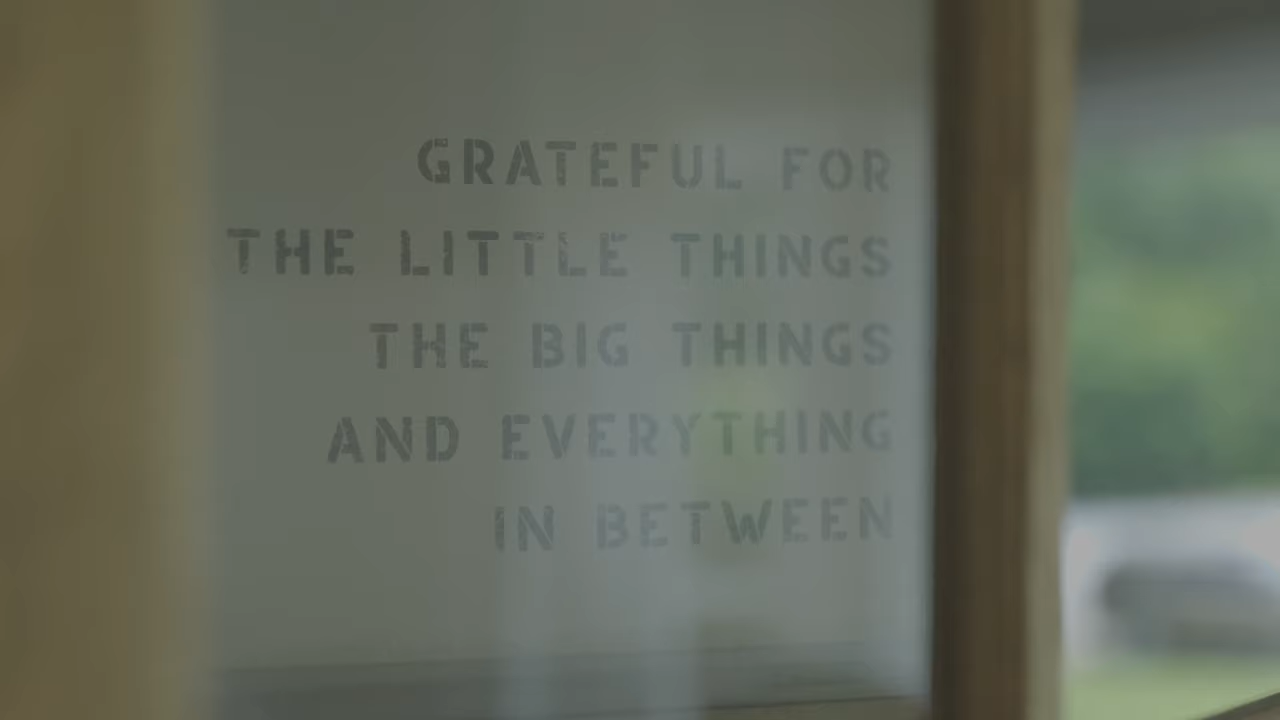 GRATEFUL FOR
THE LITTLE THINGS
THE BIG THINGS
AND EVERYTHING
IN BETWEEN